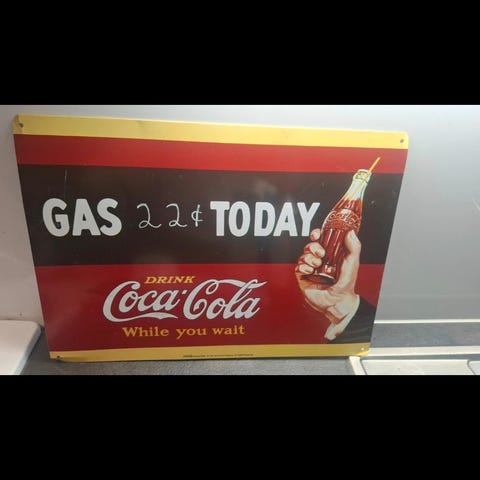 GAS 22¢ TODAY
DRINK
Coca-Cola
While you wait